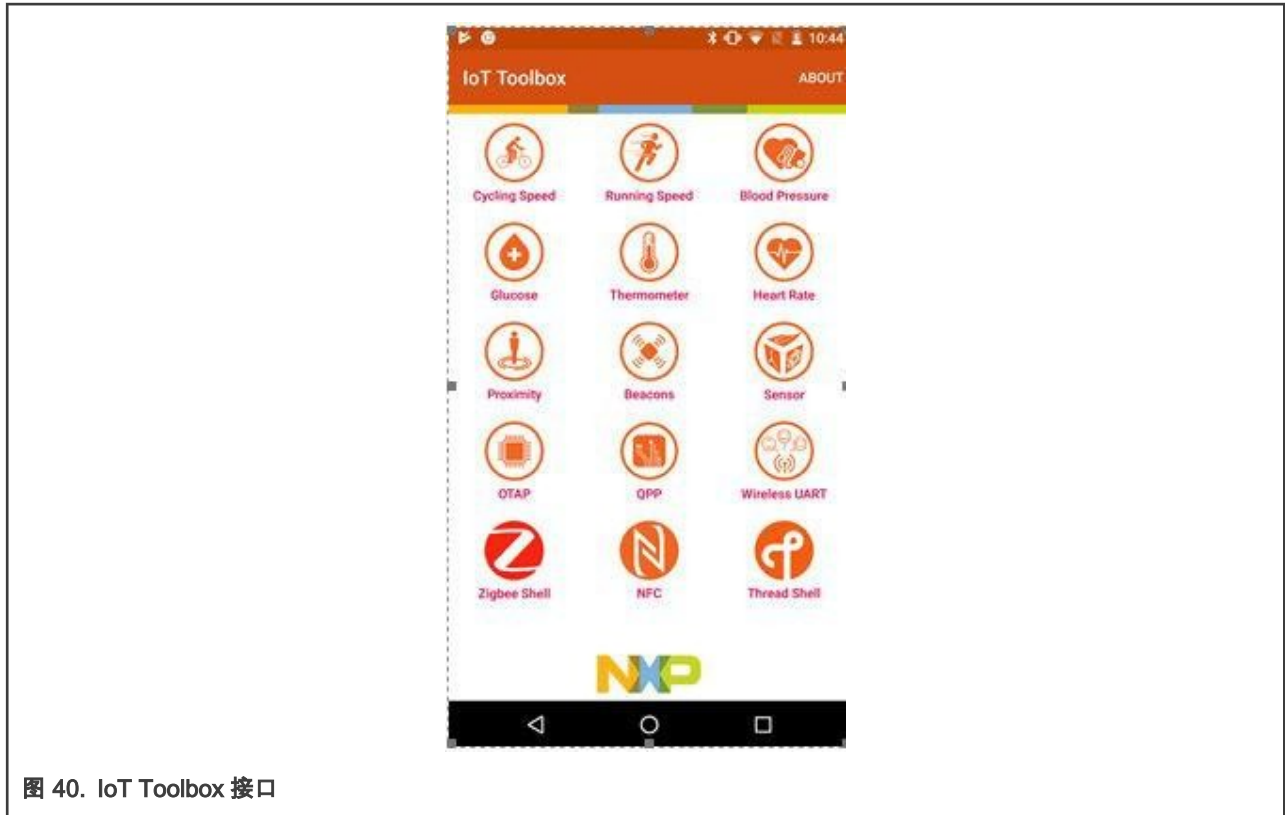 10:44
IoT Toolbox ABOUT
Cycling Speed Running Speed Blood Pressure
Glucose Thermometer Heart Rate
Proximity Beacons Sensor
OTAP QPP Wireless UART
Zigbee Shell NFC Thread Shell
NXP
图 40. IoT Toolbox 接口